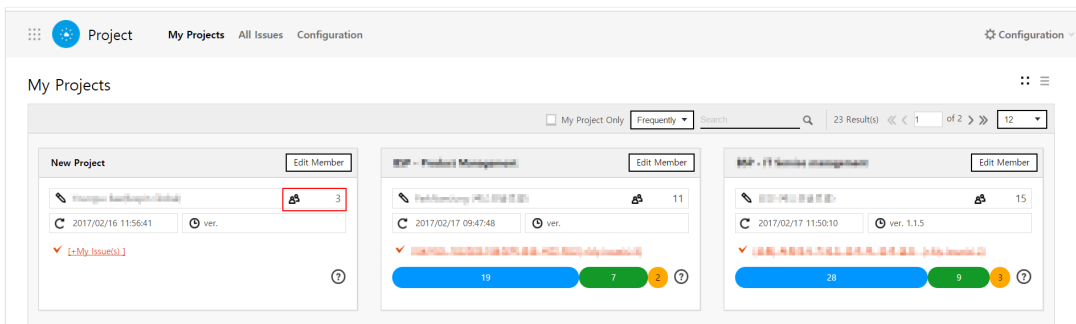 Project My Projects All Issues Configuration Configuration
My Projects
My Project Only Frequently Search 23 Result(s) 1 of 2 12
New Project Edit Member Edit Member Edit Member
3 11 15
2017/02/16 11:56:41 ver. 2017/02/17 09:47:48 ver. 2017/02/17 11:50:10 ver. 1.1.5
[+My Issue(s) ]
19 7 2 28 9 3